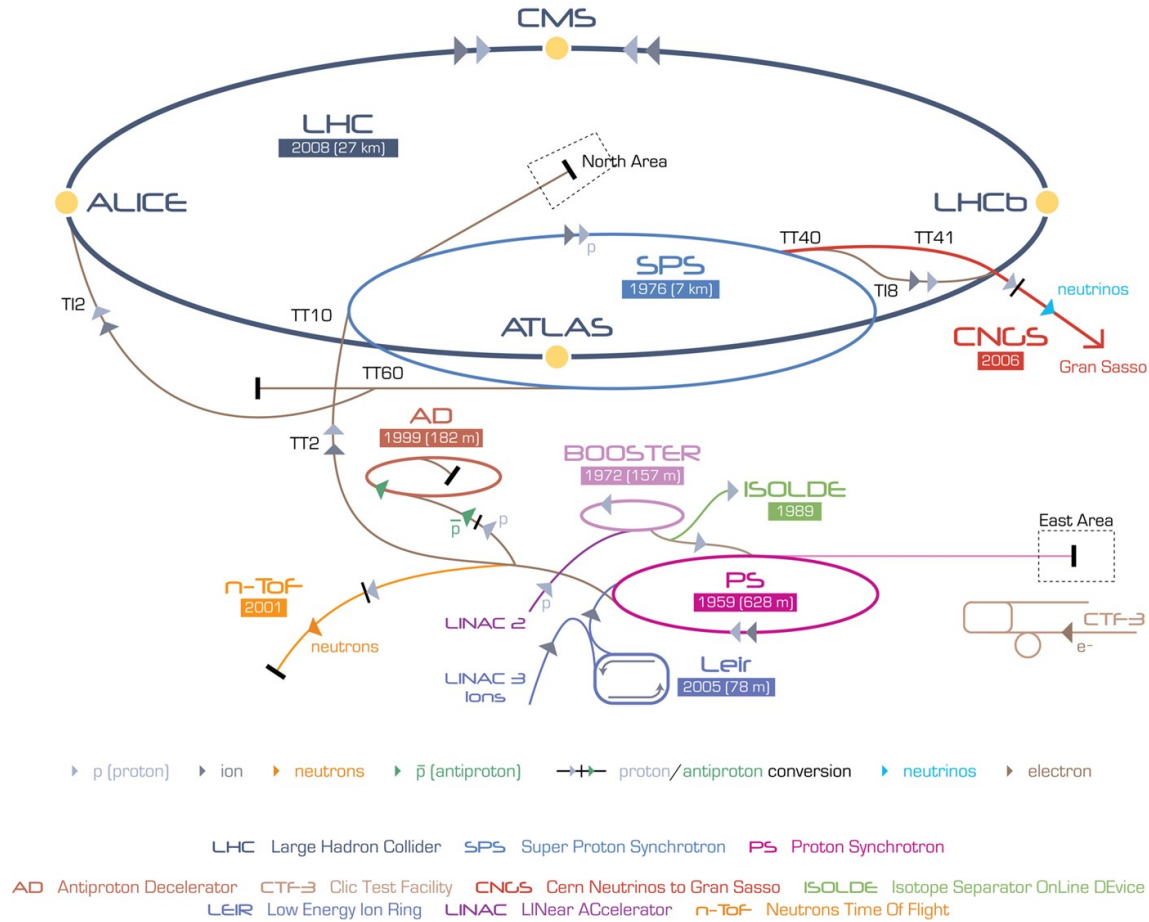 CMS
LHC
2008 (27 km)
North Area
ALICE
LHCb
TT40
TT41
p
SPS
1976 (7 km)
TI8
neutrinos
TI2
TT10
ATLAS
CNGS
2006
Gran Sasso
TT60
AD
1999 (182 m)
TT2
BOOSTER
1972 (157 m)
ISOLDE
1989
p̅
p
East Area
n-ToF
2001
PS
1959 (628 m)
p
LINAC 2
neutrons
CTF-3
e-
LINAC 3
Ions
Leir
2005 (78 m)
p (proton)
ion
neutrons
p̅ (antiproton)
proton/antiproton conversion
neutrinos
electron
LHC Large Hadron Collider SPS Super Proton Synchrotron PS Proton Synchrotron
AD Antiproton Decelerator CTF-3 Clic Test Facility CNGS Cern Neutrinos to Gran Sasso ISOLDE Isotope Separator OnLine DEvice
LEIR Low Energy Ion Ring LINAC LINear ACcelerator n-ToF Neutrons Time Of Flight